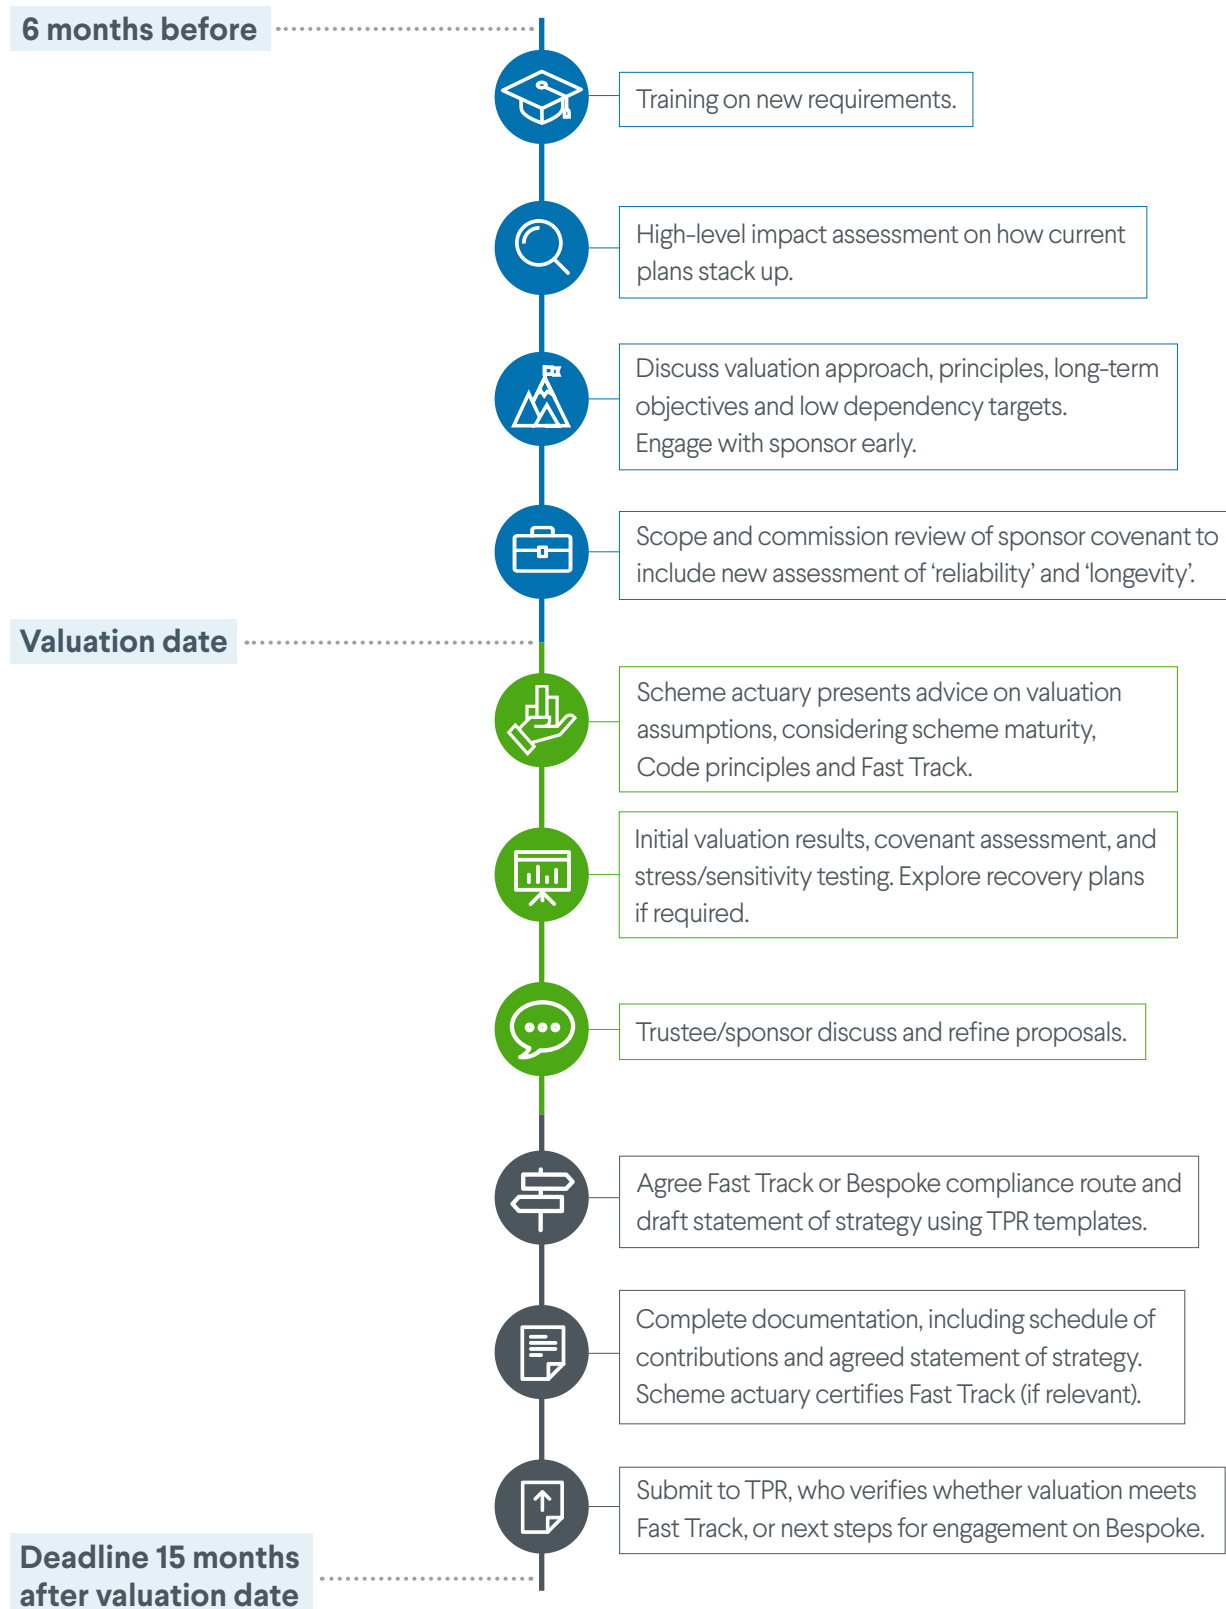 6 months before
Training on new requirements.
High-level impact assessment on how current
plans stack up.
Discuss valuation approach, principles, long-term
objectives and low dependency targets.
Engage with sponsor early.
Scope and commission review of sponsor covenant to
include new assessment of ‘reliability’ and ‘longevity’.
Valuation date
Scheme actuary presents advice on valuation
assumptions, considering scheme maturity,
Code principles and Fast Track.
Initial valuation results, covenant assessment, and
stress/sensitivity testing. Explore recovery plans
if required.
Trustee/sponsor discuss and refine proposals.
Agree Fast Track or Bespoke compliance route and
draft statement of strategy using TPR templates.
Complete documentation, including schedule of
contributions and agreed statement of strategy.
Scheme actuary certifies Fast Track (if relevant).
Submit to TPR, who verifies whether valuation meets
Fast Track, or next steps for engagement on Bespoke.
Deadline 15 months
after valuation date